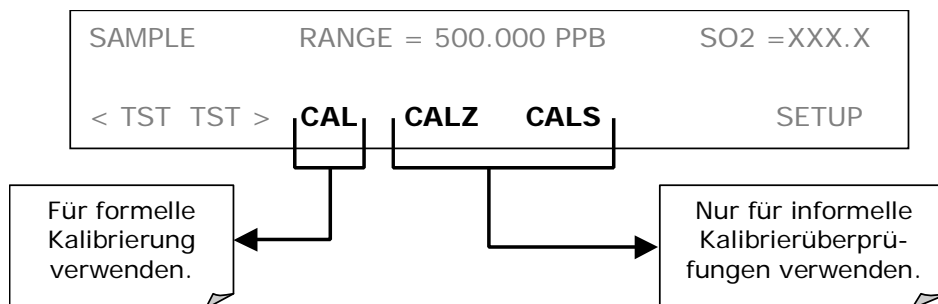 SAMPLE RANGE = 500.000 PPB SO2 =XXX.X
< TST TST > CAL CALZ CALS SETUP
Für formelle
Kalibrierung
verwenden.
Nur für informelle
Kalibrierüberprü-
fungen verwenden.